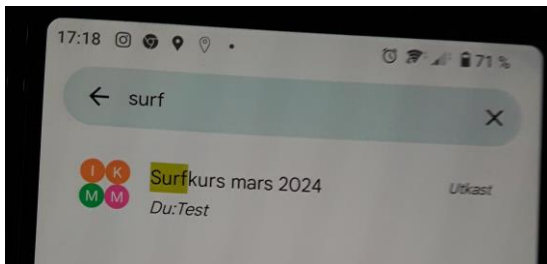 17:18 71 %
surf
I K
Surfkurs mars 2024 Utkast
M M
Du:Test